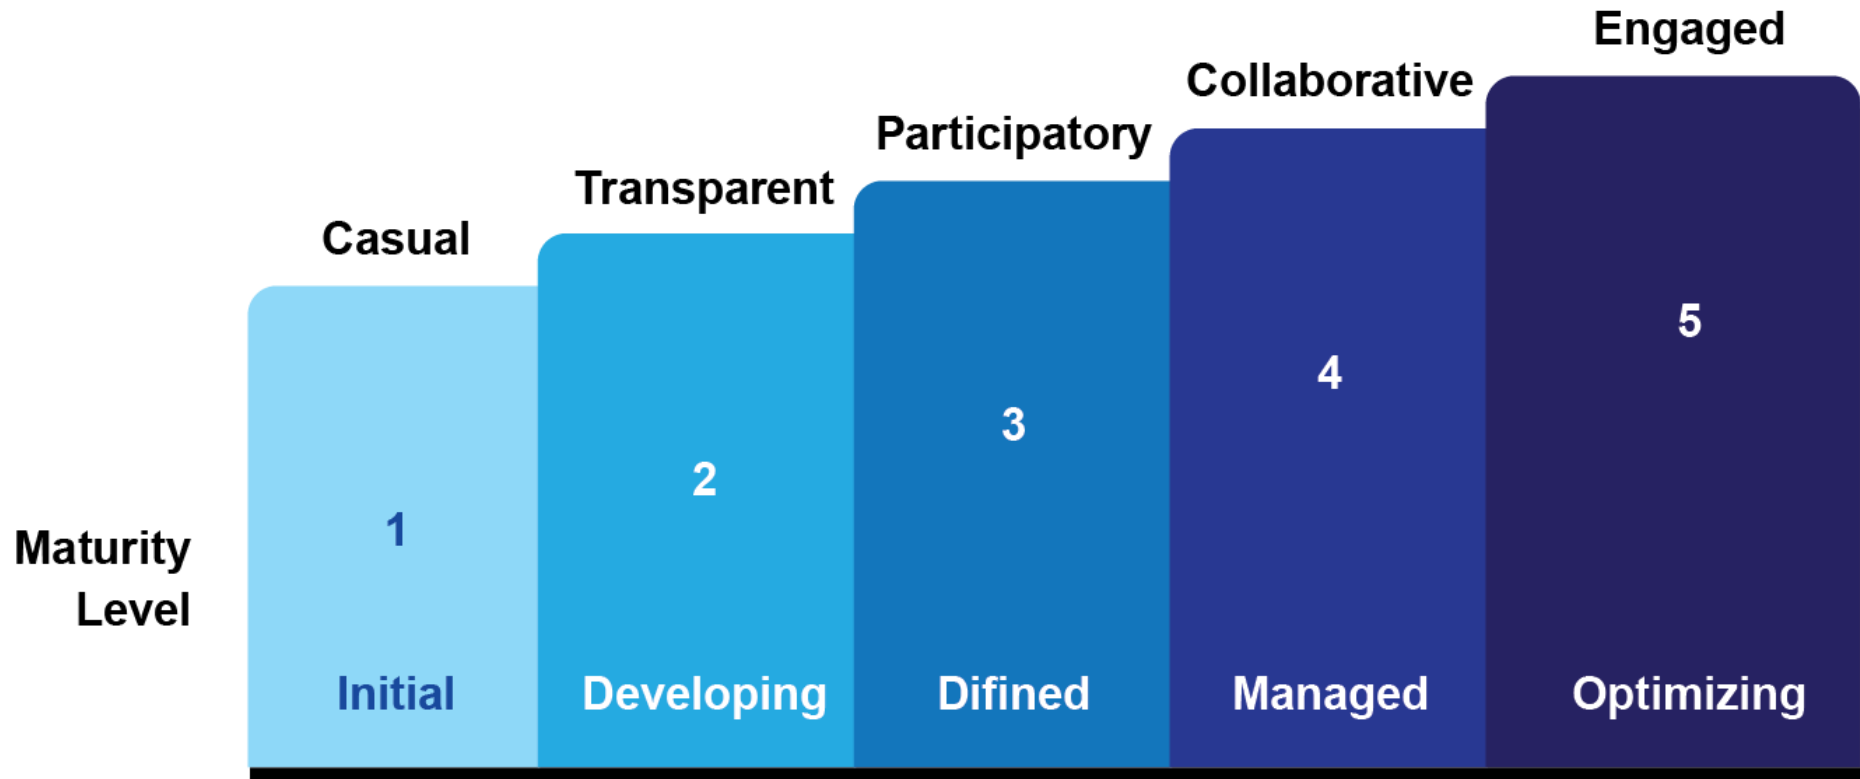 Engaged
Collaborative
Participatory
Transparent
Casual
5
4
3
2
1
Maturity
Level
Initial
Developing
Difined
Managed
Optimizing